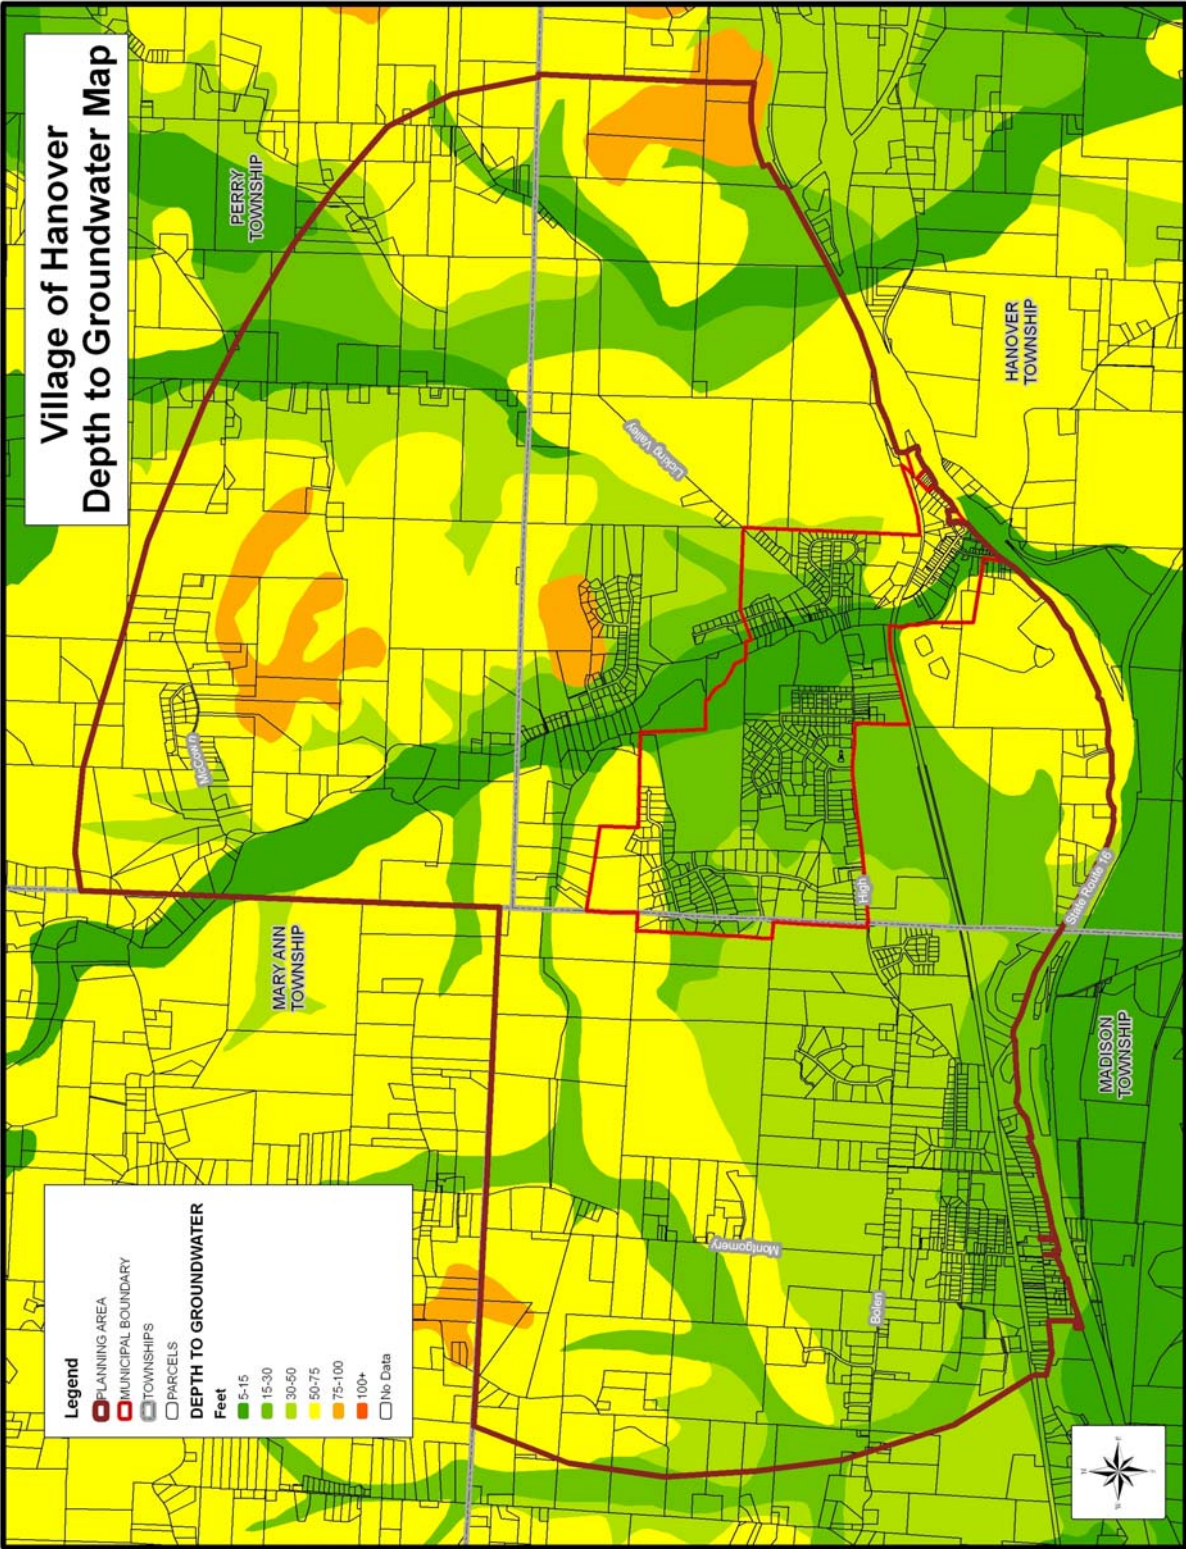 Village of Hanover
Depth to Groundwater Map
PERRY
TOWNSHIP
McCown
MARY ANN
TOWNSHIP
Licking Valley
HANOVER
TOWNSHIP
High
State Route 16
Montgomery
Bolen
MADISON
TOWNSHIP
Legend
PLANNING AREA
MUNICIPAL BOUNDARY
TOWNSHIPS
PARCELS
DEPTH TO GROUNDWATER
Feet
5-15
15-30
30-50
50-75
75-100
100+
No Data
N
W
E
S